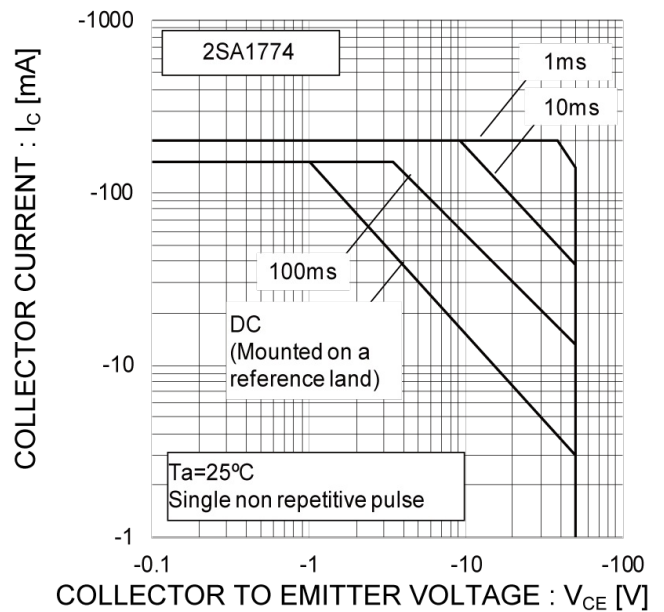 -1000
2SA1774
1ms
10ms
COLLECTOR CURRENT : IC [mA]
-100
100ms
DC
(Mounted on a
reference land)
-10
Ta=25ºC
Single non repetitive pulse
-1
-0.1
-1
-10
-100
COLLECTOR TO EMITTER VOLTAGE : VCE [V]